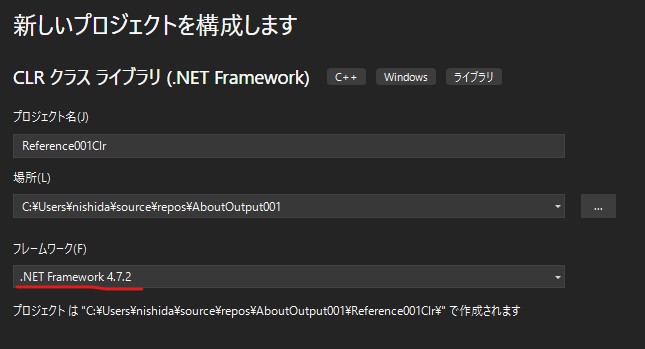 新しいプロジェクトを構成します
CLR クラス ライブラリ (.NET Framework) C++ Windows ライブラリ
プロジェクト名(J)
Reference001Clr
場所(L)
C:¥Users¥nishida¥source¥repos¥AboutOutput001 ...
フレームワーク(F)
.NET Framework 4.7.2
プロジェクト は "C:¥Users¥nishida¥source¥repos¥AboutOutput001¥Reference001Clr¥" で作成されます